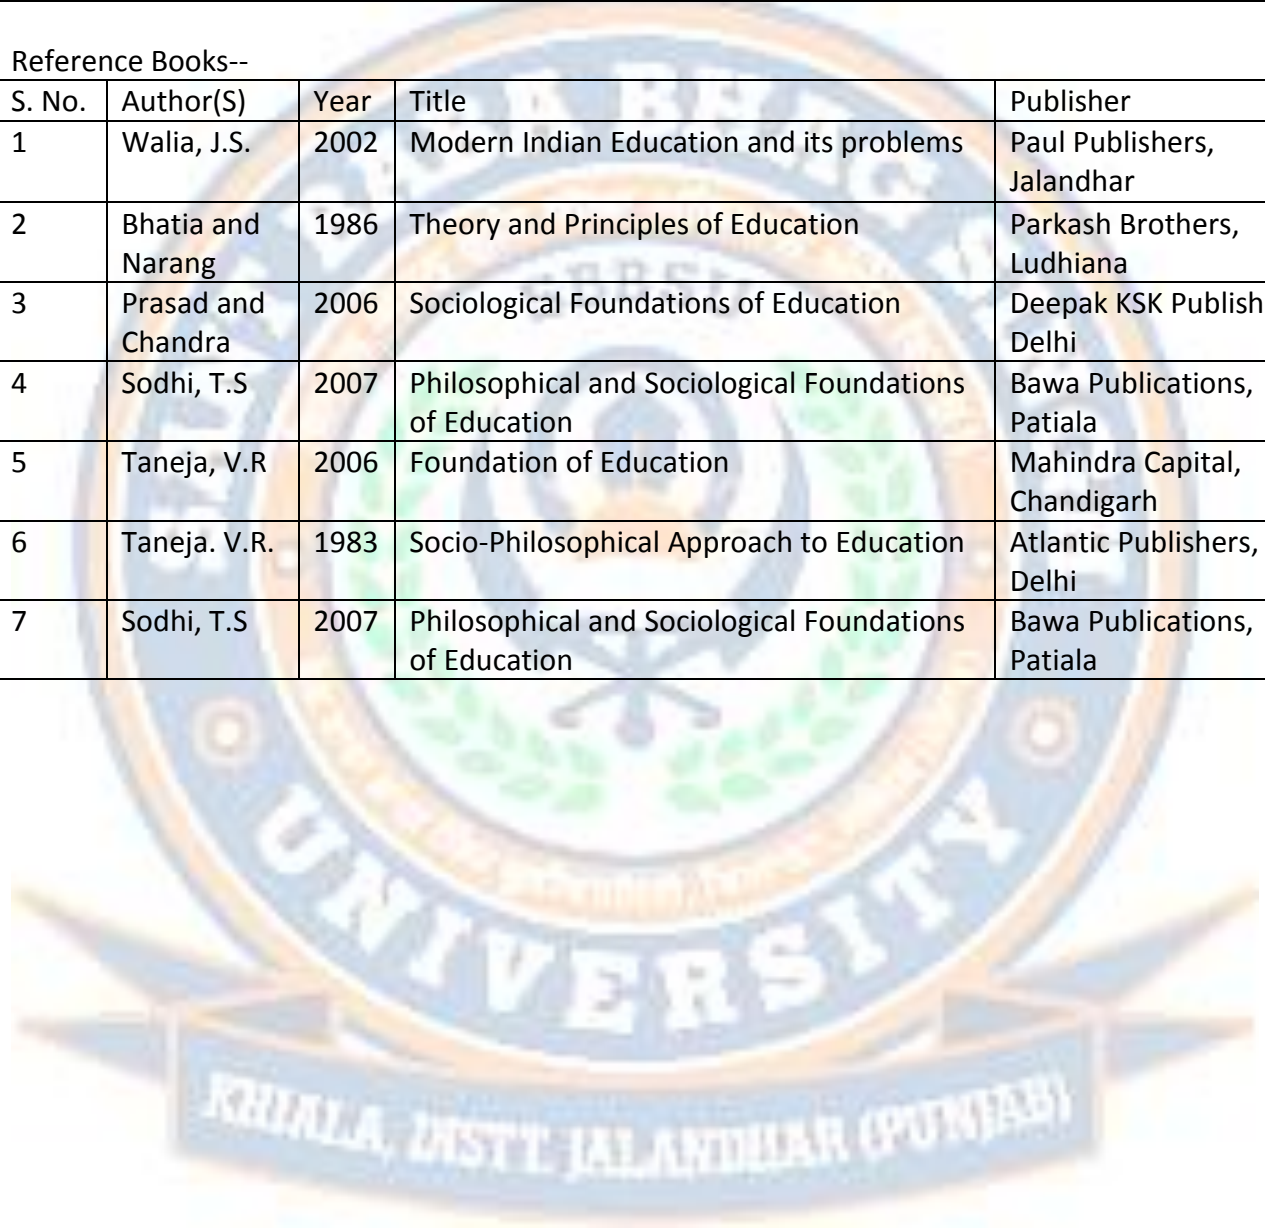 Reference Books--
S. No. Author(S) Year Title Publisher
1 Walia, J.S. 2002 Modern Indian Education and its problems Paul Publishers,
Jalandhar
2 Bhatia and 1986 Theory and Principles of Education Parkash Brothers,
Narang Ludhiana
3 Prasad and 2006 Sociological Foundations of Education Deepak KSK Publish
Chandra Delhi
4 Sodhi, T.S 2007 Philosophical and Sociological Foundations Bawa Publications,
of Education Patiala
5 Taneja, V.R 2006 Foundation of Education Mahindra Capital,
Chandigarh
6 Taneja. V.R. 1983 Socio-Philosophical Approach to Education Atlantic Publishers,
Delhi
7 Sodhi, T.S 2007 Philosophical and Sociological Foundations Bawa Publications,
of Education Patiala
UNIVERSITY
KHIALA, DISTT. JALANDHAR (PUNJAB)